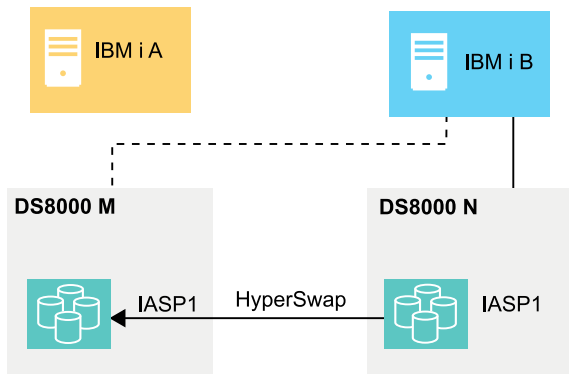 IBM i A
IBM i B
DS8000 M
DS8000 N
IASP1
HyperSwap
IASP1